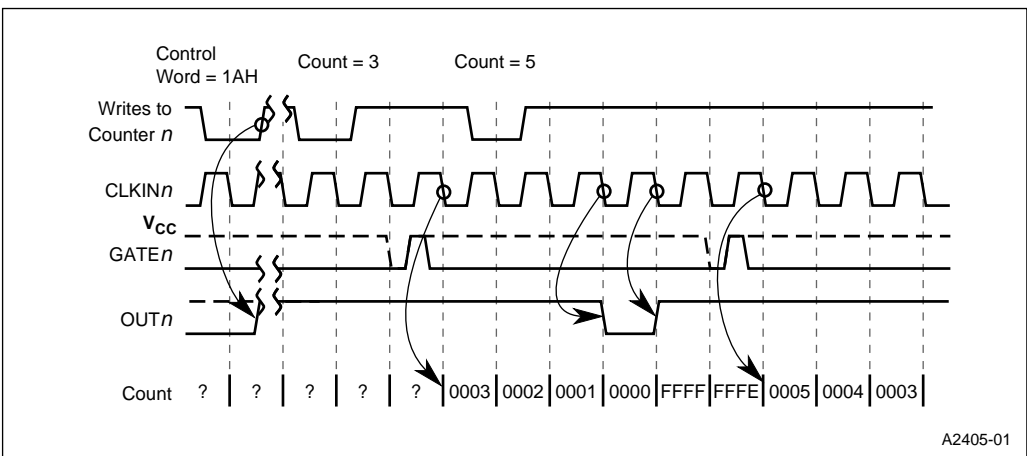 Control
Word = 1AH
Count = 3
Count = 5
Writes to
Counter n
CLKINn
VCC
GATEn
OUTn
Count ? ? ? ? ? 0003 0002 0001 0000 FFFF FFFE 0005 0004 0003
A2405-01